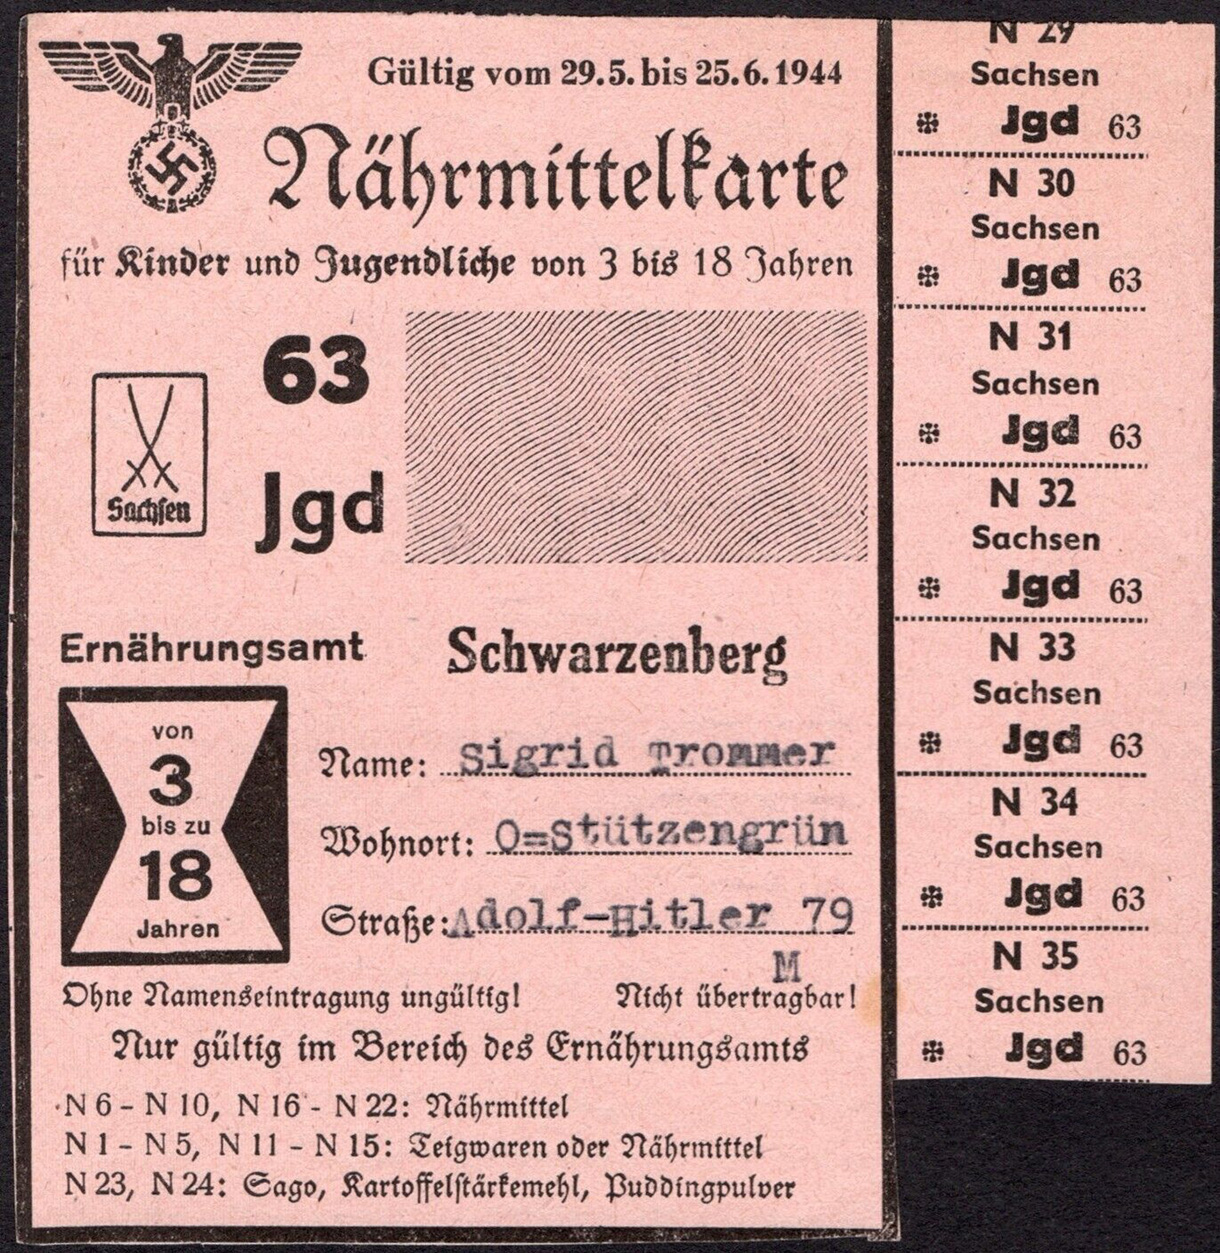 Gültig vom 29.5. bis 25.6.1944
Nährmittelkarte
für Kinder und Jugendliche von 3 bis 18 Jahren
63
Jgd
Sachsen
Ernährungsamt Schwarzenberg
von
3
bis zu
18
Jahren
Name: Sigrid Trommer
Wohnort: O=Stützengrün
Straße: Adolf-Hitler 79
M
Ohne Namenseintragung ungültig! Nicht übertragbar!
Nur gültig im Bereich des Ernährungsamts
N 6 - N 10, N 16 - N 22: Nährmittel
N 1 - N 5, N 11 - N 15: Teigwaren oder Nährmittel
N 23, N 24: Sago, Kartoffelstärkemehl, Puddingpulver
N 29
Sachsen
Jgd 63
N 30
Sachsen
Jgd 63
N 31
Sachsen
Jgd 63
N 32
Sachsen
Jgd 63
N 33
Sachsen
Jgd 63
N 34
Sachsen
Jgd 63
N 35
Sachsen
Jgd 63